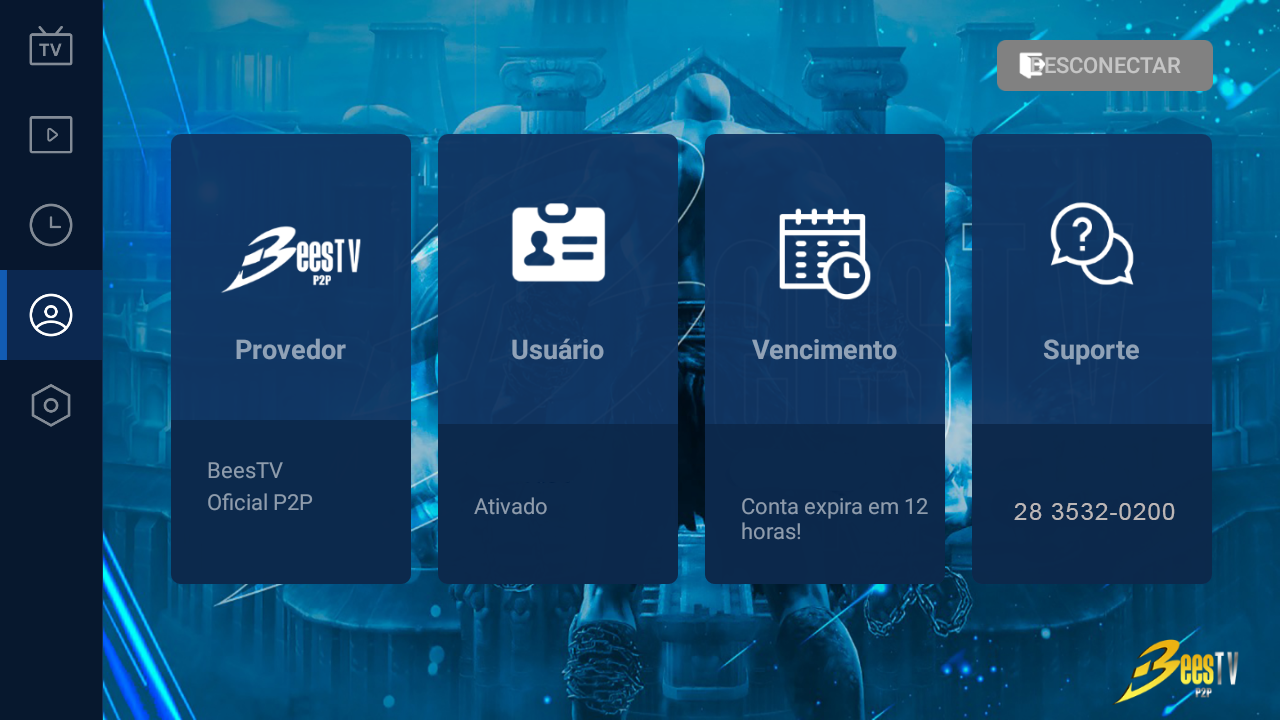 TV
DESCONECTAR
BeesTV
P2P
Provedor
Usuário
Vencimento
?
Suporte
BeesTV
Oficial P2P
Ativado
Conta expira em 12
horas!
28 3532-0200
BeesTV
P2P